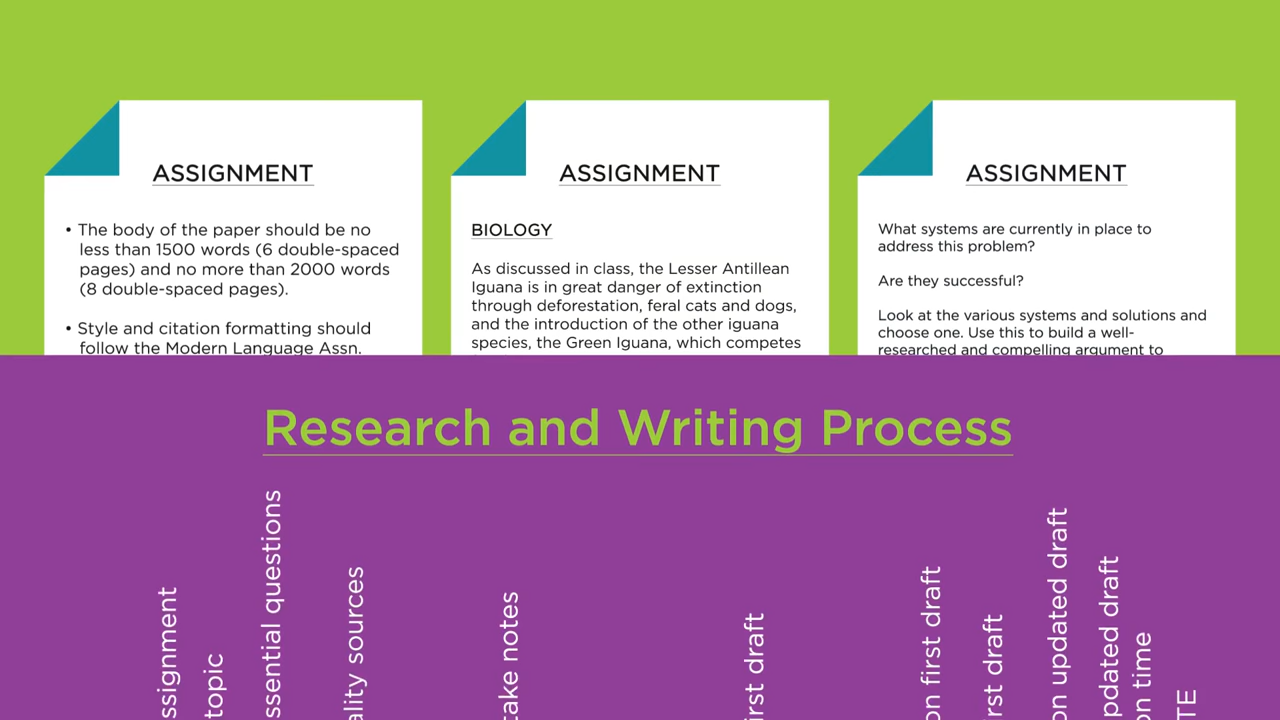 ASSIGNMENT
• The body of the paper should be no
less than 1500 words (6 double-spaced
pages) and no more than 2000 words
(8 double-spaced pages).
• Style and citation formatting should
follow the Modern Language Assn.
ASSIGNMENT
BIOLOGY
As discussed in class, the Lesser Antillean
Iguana is in great danger of extinction
through deforestation, feral cats and dogs,
and the introduction of the other iguana
species, the Green Iguana, which competes
ASSIGNMENT
What systems are currently in place to
address this problem?
Are they successful?
Look at the various systems and solutions and
choose one. Use this to build a well-
researched and compelling argument to
Research and Writing Process
ssignment
topic
ssential questions
ality sources
take notes
irst draft
on first draft
rst draft
on updated draft
pdated draft
on time
TE